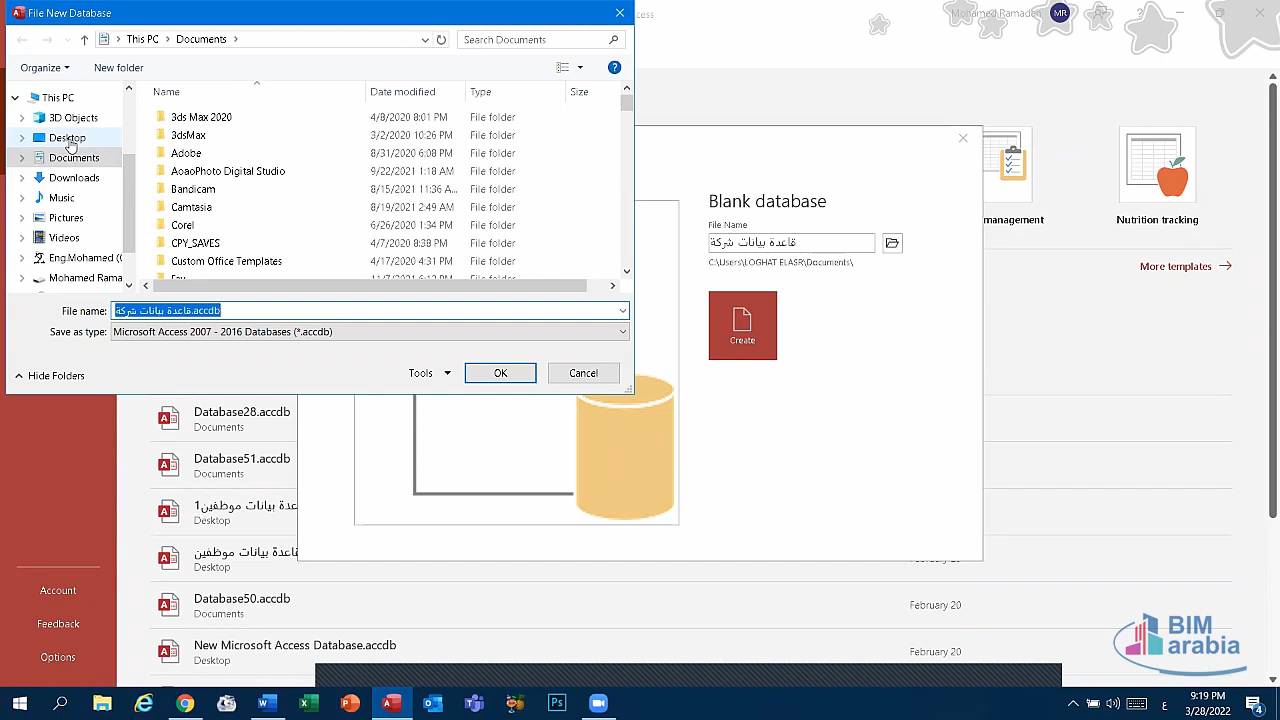 File New Database
This PC
Documents
Search Documents
Organize
New folder
This PC
3D Objects
Desktop
Documents
Downloads
Music
Pictures
Videos
Eng.Mohamed (
Mohamed Rama
Name
Date modified
Type
Size
3ds Max 2020
4/8/2020 8:01 PM
File folder
3dsMax
3/2/2020 10:26 PM
File folder
Adobe
8/31/2020 6:08 PM
File folder
AoaoPhoto Digital Studio
9/22/2021 1:18 AM
File folder
Bandicam
8/15/2021 11:36 A...
File folder
Camtasia
8/19/2021 2:49 AM
File folder
Corel
6/26/2020 1:34 PM
File folder
CPY_SAVES
4/7/2020 8:38 PM
File folder
Custom Office Templates
4/17/2020 4:31 PM
File folder
File name:
قاعدة بيانات شركة.accdb
Save as type:
Microsoft Access 2007 - 2016 Databases (*.accdb)
Hide Folders
Tools
OK
Cancel
Mohamed Ramadan
MR
Blank database
File Name
قاعدة بيانات شركة
C:\Users\LOGHAT ELASR\Documents\
Create
management
Nutrition tracking
More templates
Database28.accdb
Documents
Database51.accdb
Documents
قاعدة بيانات موظفين1
Desktop
قاعدة بيانات موظفين
Desktop
Database50.accdb
Documents
February 20
New Microsoft Access Database.accdb
Desktop
February 20
Account
Feedback
Options
BIM
arabia
9:19 PM
3/28/2022